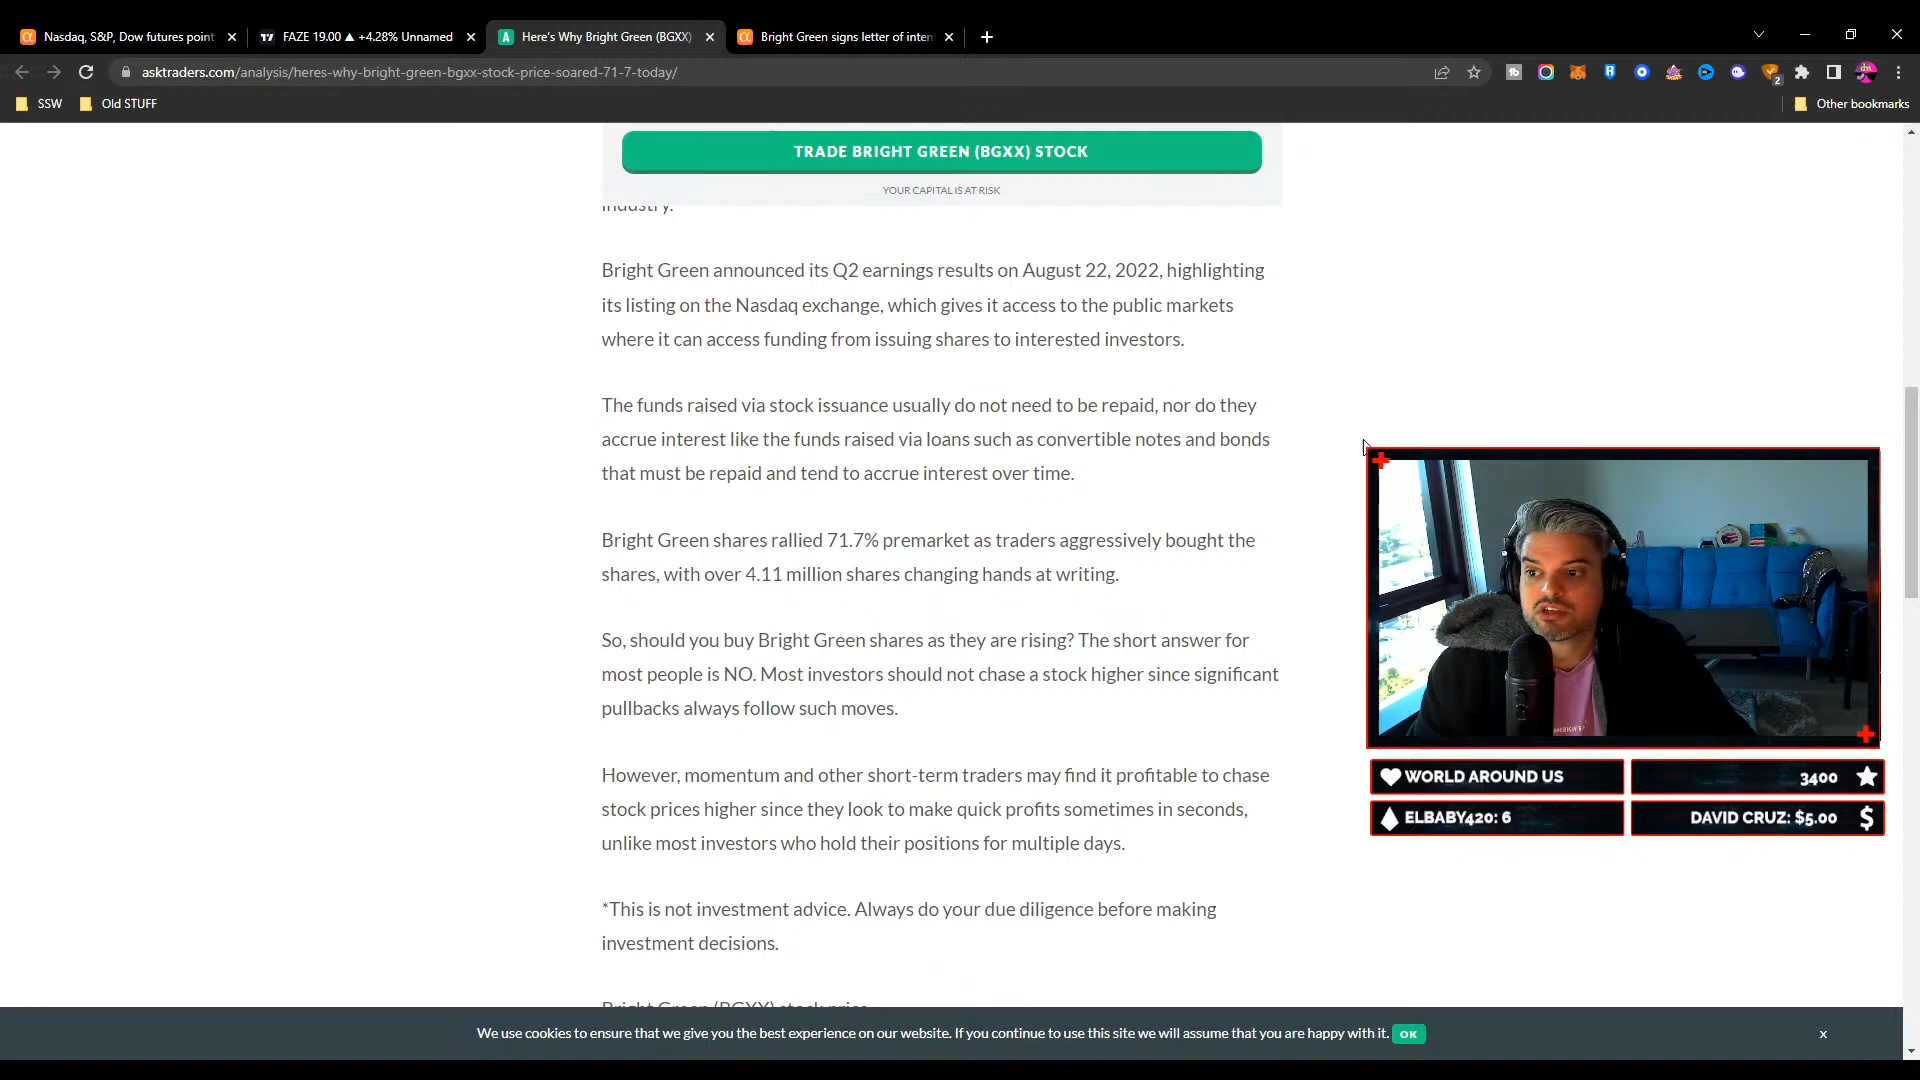 Nasdaq, S&P, Dow futures point
FAZE 19.00 ▲ +4.28% Unnamed
Here's Why Bright Green (BGXX)
Bright Green signs letter of inten
asktraders.com/analysis/heres-why-bright-green-bgxx-stock-price-soared-71-7-today/
2
SSW
Old STUFF
Other bookmarks
TRADE BRIGHT GREEN (BGXX) STOCK
YOUR CAPITAL IS AT RISK
industry.
Bright Green announced its Q2 earnings results on August 22, 2022, highlighting
its listing on the Nasdaq exchange, which gives it access to the public markets
where it can access funding from issuing shares to interested investors.
The funds raised via stock issuance usually do not need to be repaid, nor do they
accrue interest like the funds raised via loans such as convertible notes and bonds
that must be repaid and tend to accrue interest over time.
Bright Green shares rallied 71.7% premarket as traders aggressively bought the
shares, with over 4.11 million shares changing hands at writing.
So, should you buy Bright Green shares as they are rising? The short answer for
most people is NO. Most investors should not chase a stock higher since significant
pullbacks always follow such moves.
However, momentum and other short-term traders may find it profitable to chase
stock prices higher since they look to make quick profits sometimes in seconds,
unlike most investors who hold their positions for multiple days.
*This is not investment advice. Always do your due diligence before making
investment decisions.
Bright Green (BGXX) stock price
WORLD AROUND US
3400
ELBABY420: 6
DAVID CRUZ: $5.00
$
We use cookies to ensure that we give you the best experience on our website. If you continue to use this site we will assume that you are happy with it. OK
x